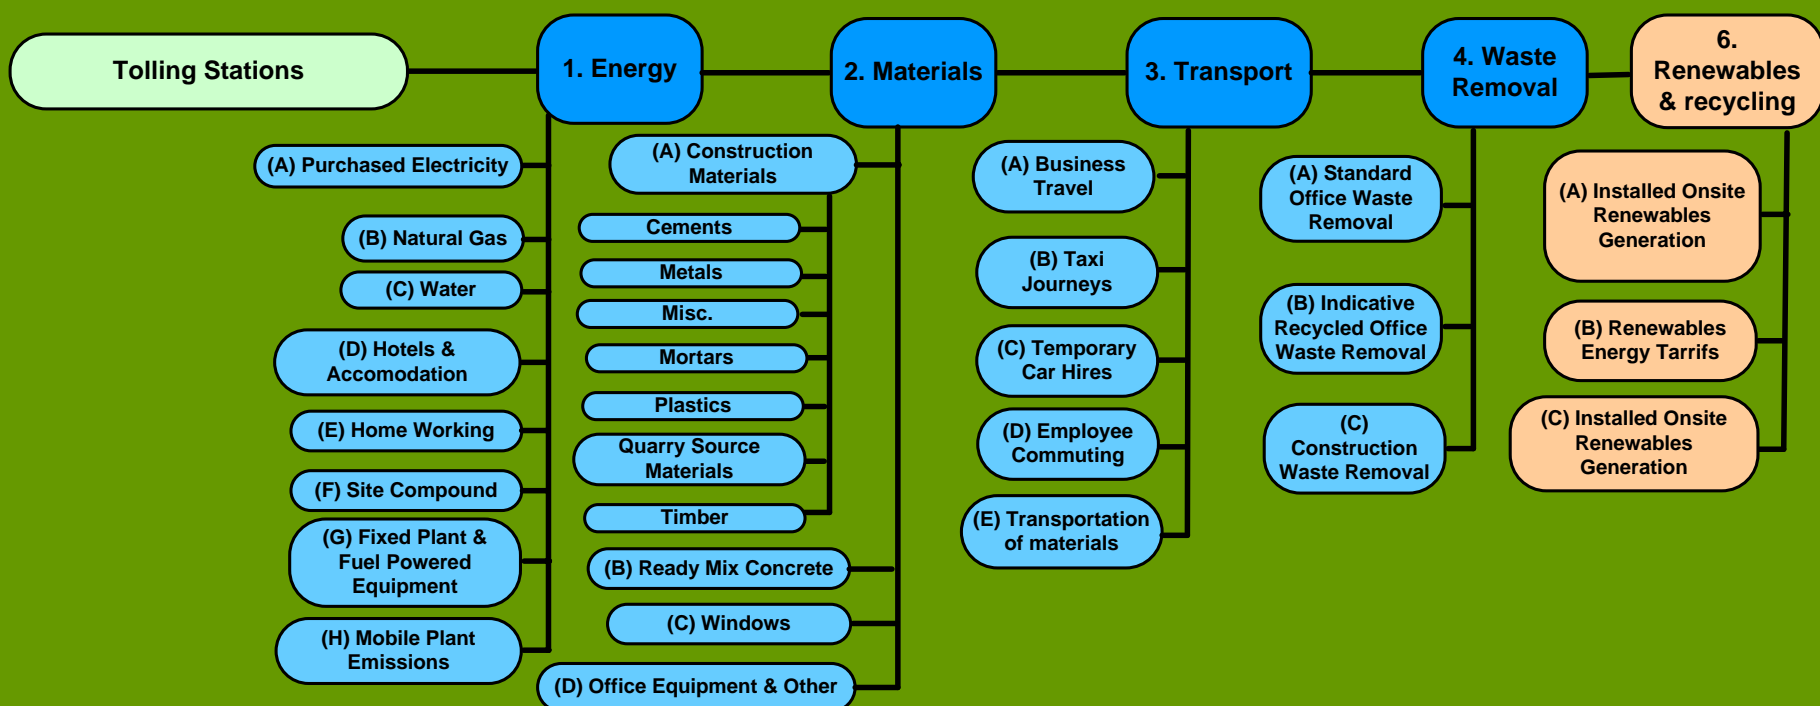 Tolling Stations
1. Energy
(A) Purchased Electricity
(B) Natural Gas
(C) Water
(D) Hotels &
Accomodation
(E) Home Working
(F) Site Compound
(G) Fixed Plant &
Fuel Powered
Equipment
(H) Mobile Plant
Emissions
2. Materials
(A) Construction
Materials
Cements
Metals
Misc.
Mortars
Plastics
Quarry Source
Materials
Timber
(B) Ready Mix Concrete
(C) Windows
(D) Office Equipment & Other
3. Transport
(A) Business
Travel
(B) Taxi
Journeys
(C) Temporary
Car Hires
(D) Employee
Commuting
(E) Transportation
of materials
4. Waste
Removal
(A) Standard
Office Waste
Removal
(B) Indicative
Recycled Office
Waste Removal
(C)
Construction
Waste Removal
6.
Renewables
& recycling
(A) Installed Onsite
Renewables
Generation
(B) Renewables
Energy Tarrifs
(C) Installed Onsite
Renewables
Generation